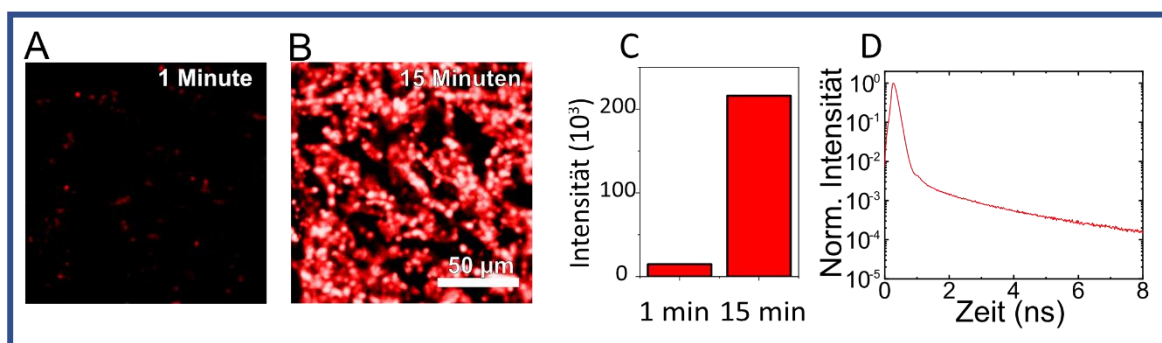 A
1 Minute
B
15 Minuten
50 µm
C
Intensität (10³)
200
100
0
1 min 15 min
D
Norm. Intensität
10⁰
10⁻¹
10⁻²
10⁻³
10⁻⁴
10⁻⁵
0 2 4 6 8
Zeit (ns)